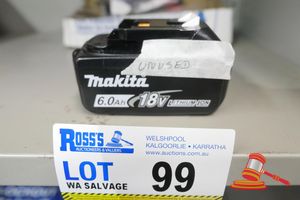 UNUSED
makita
6.0Ah 18V LITHIUM-ION
ROSS'S
AUCTIONEERS & VALUERS
WELSHPOOL
KALGOORLIE • KARRATHA
www.auctions.com.au
LOT 99
WA SALVAGE